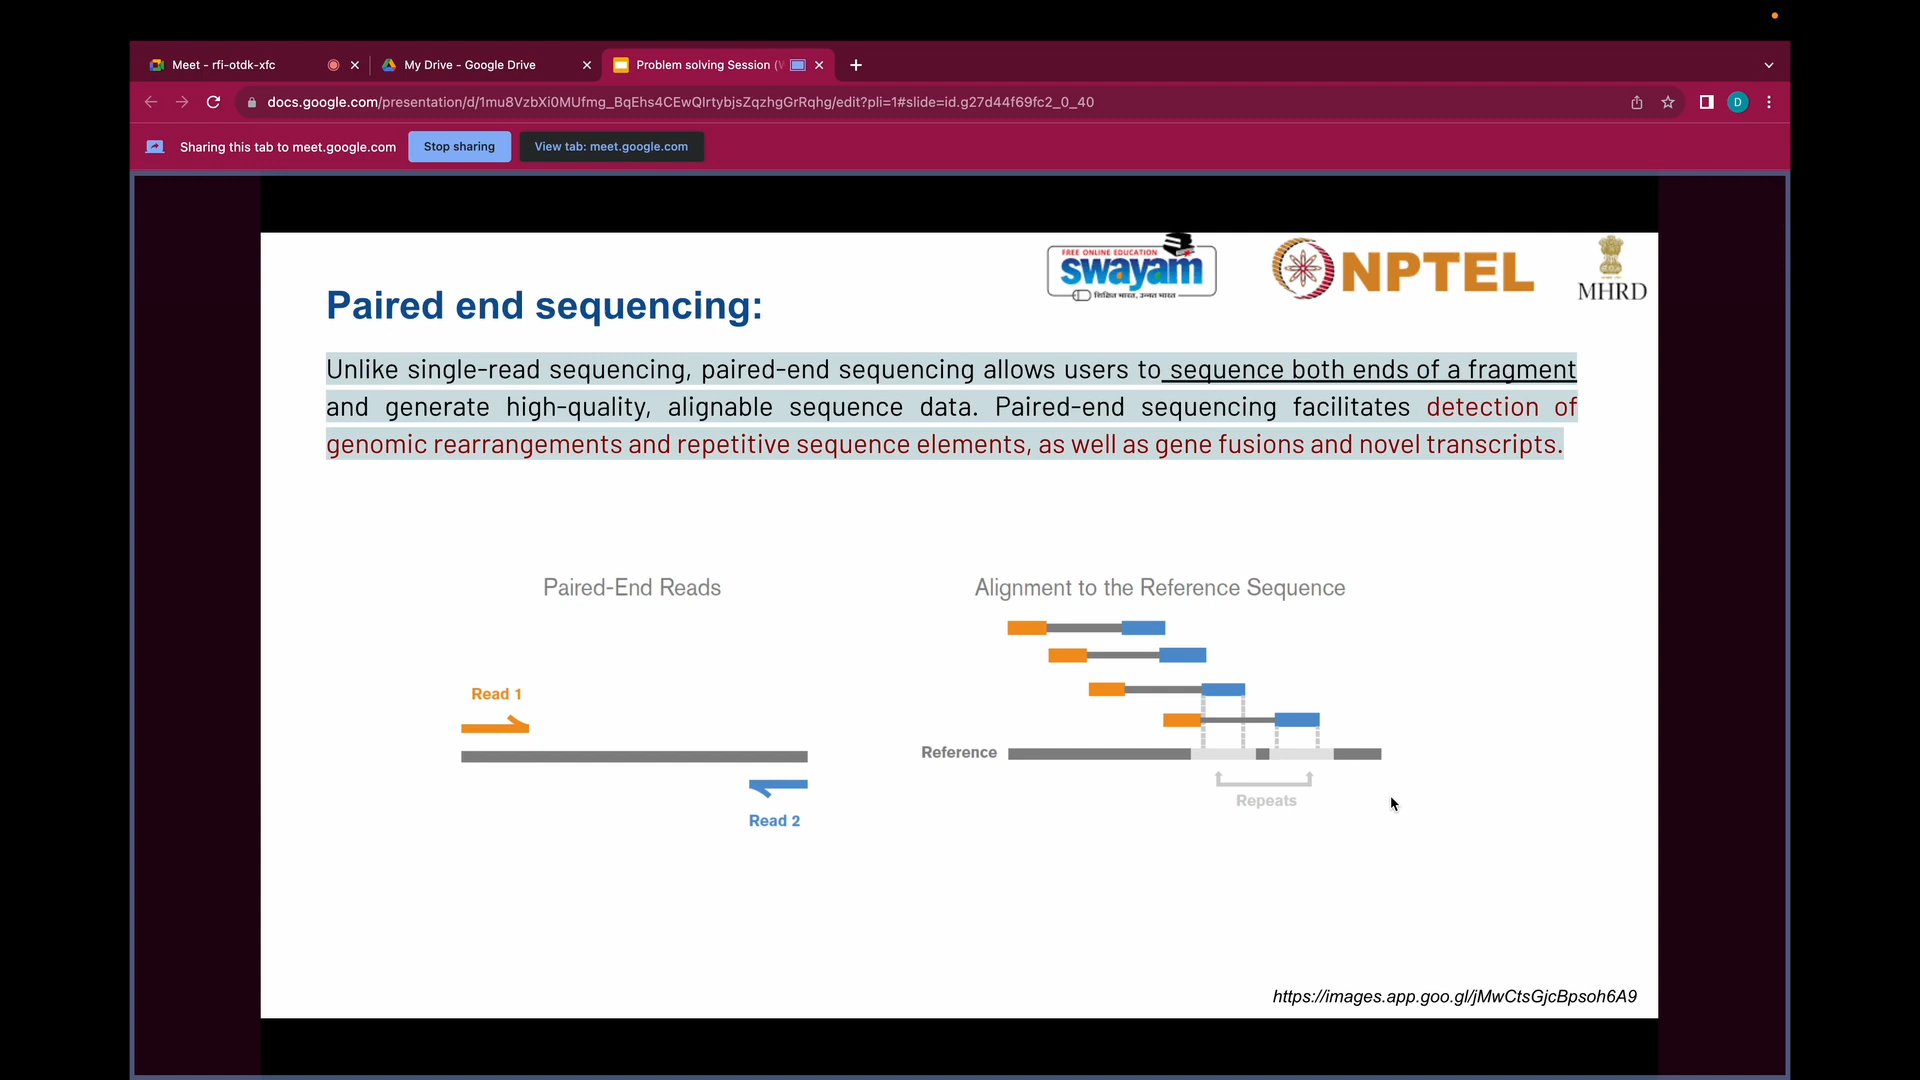 Meet - rfi-otdk-xfc
My Drive - Google Drive
Problem solving Session (
docs.google.com/presentation/d/1mu8VzbXi0MUfmg_BqEhs4CEwQIrtybjsZqzhgGrRqhg/edit?pli=1#slide=id.g27d44f69fc2_0_40
D
Sharing this tab to meet.google.com
Stop sharing
View tab: meet.google.com
FREE ONLINE EDUCATION
swayam
शिक्षित भारत, उन्नत भारत
NPTEL
MHRD
Paired end sequencing:
Unlike single-read sequencing, paired-end sequencing allows users to sequence both ends of a fragment
and generate high-quality, alignable sequence data. Paired-end sequencing facilitates detection of
genomic rearrangements and repetitive sequence elements, as well as gene fusions and novel transcripts.
Paired-End Reads
Read 1
Read 2
Alignment to the Reference Sequence
Reference
Repeats
https://images.app.goo.gl/jMwCtsGjcBpsoh6A9